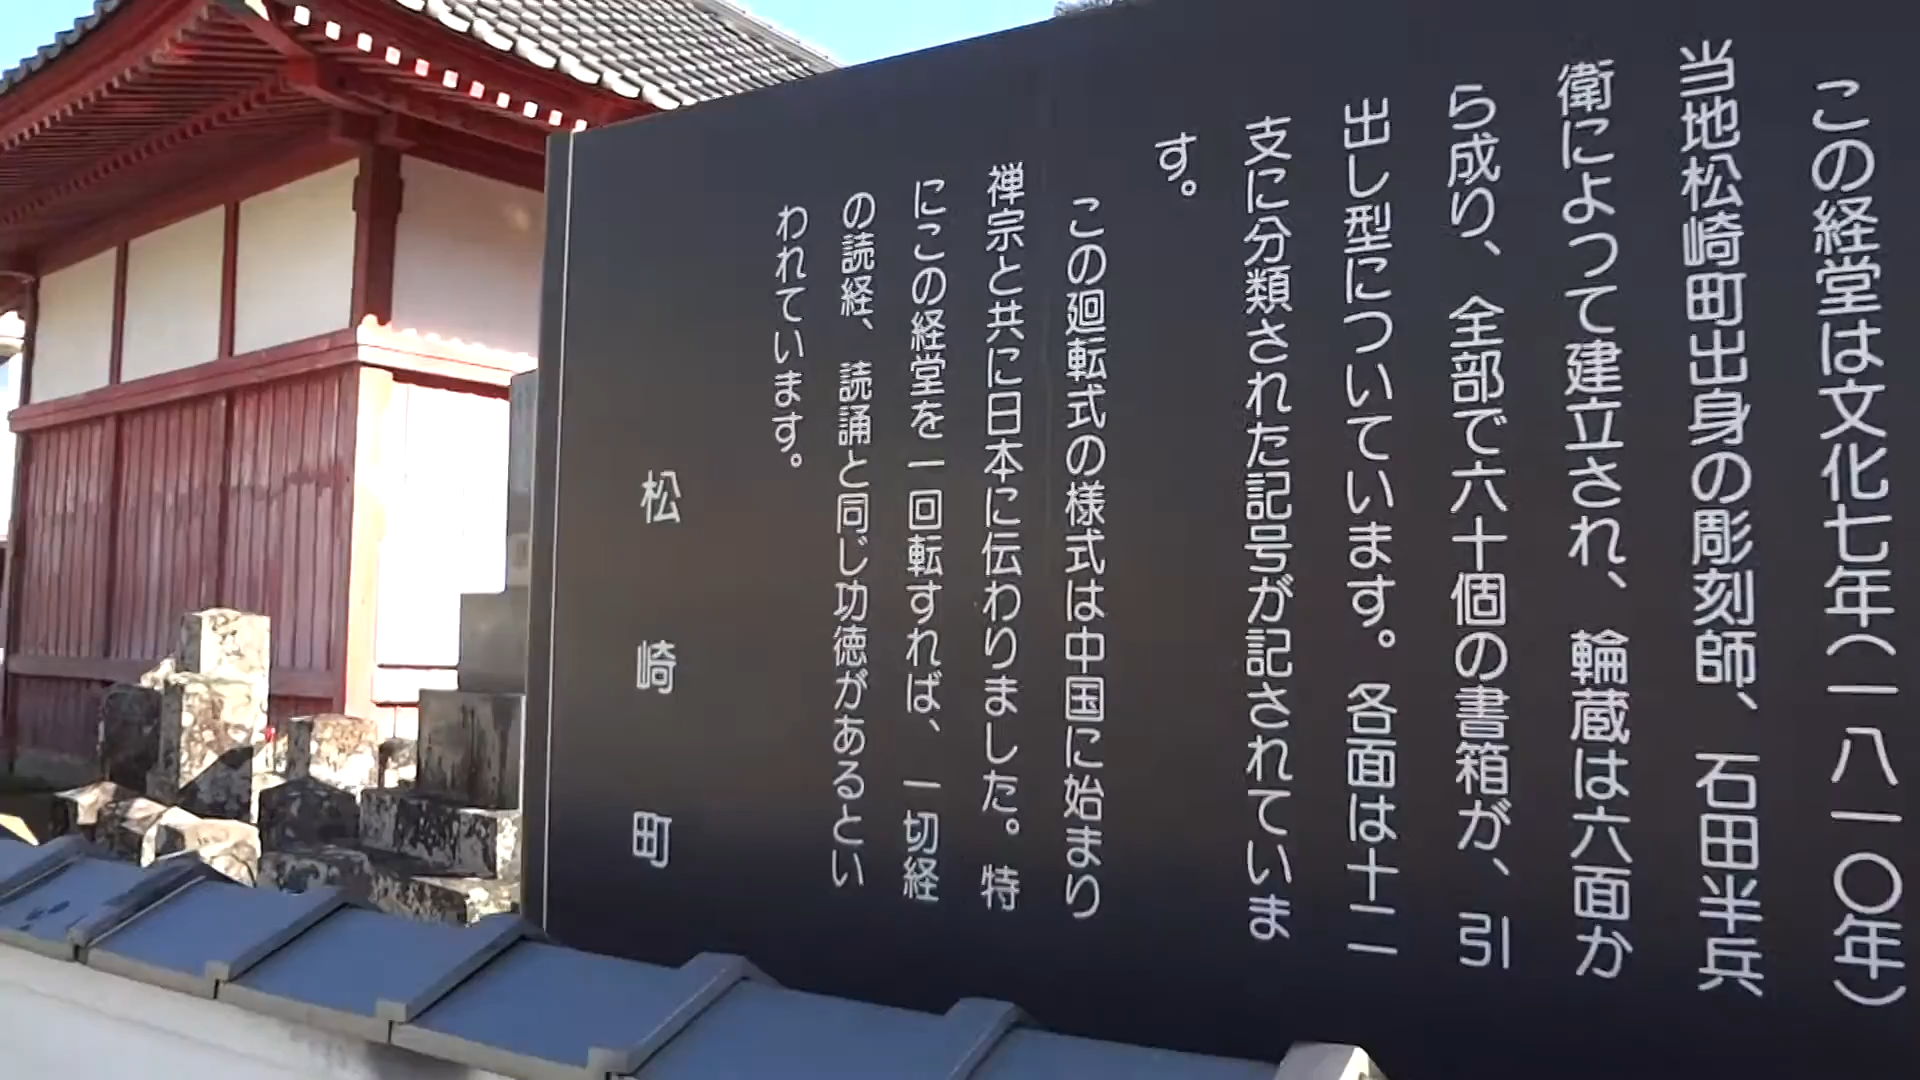 この経堂は文化七年(一八一〇年)
当地松崎町出身の彫刻師、石田半兵
衛によって建立され、輪蔵は六面か
ら成り、全部で六十個の書箱が、引
出し型についています。各面は十二
支に分類された記号が記されていま
す。
この廻転式の様式は中国に始まり
禅宗と共に日本に伝わりました。特
にこの経堂を一回転すれば、一切経
の読経、読誦と同じ功徳があるとい
われています。
松崎町